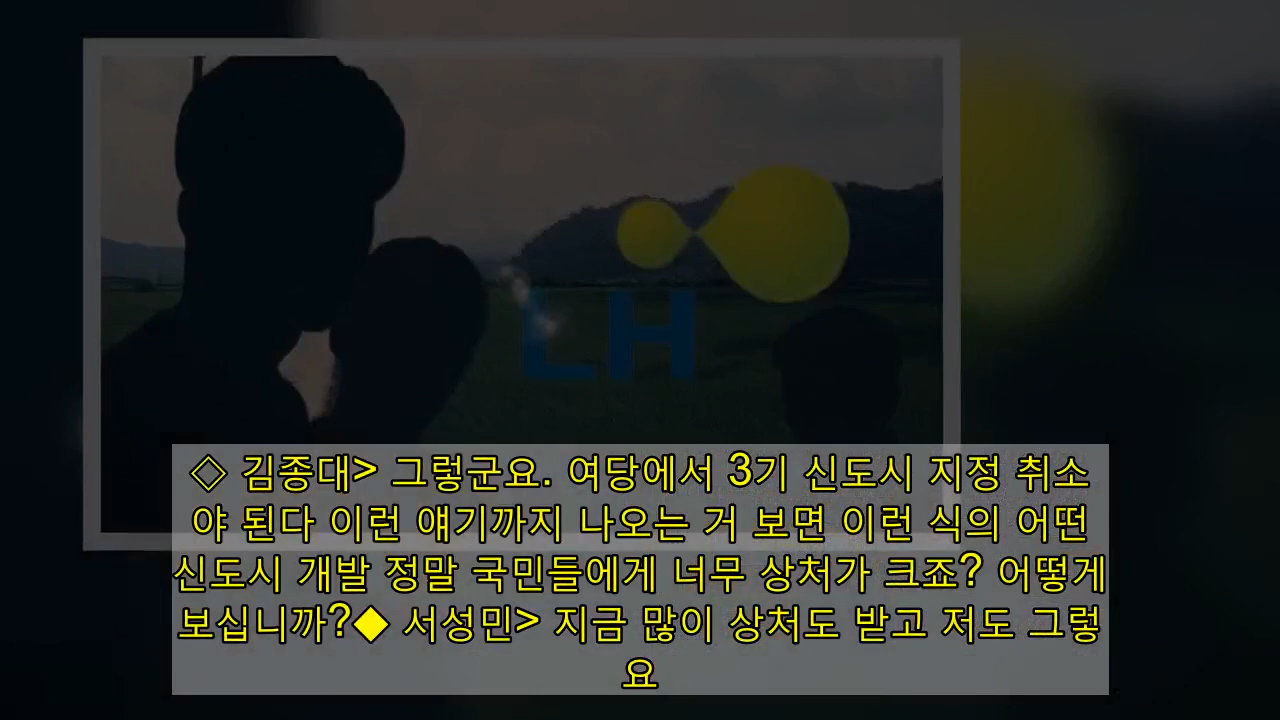 LH
◇ 김종대> 그렇군요. 여당에서 3기 신도시 지정 취소
야 된다 이런 얘기까지 나오는 거 보면 이런 식의 어떤
신도시 개발 정말 국민들에게 너무 상처가 크죠? 어떻게
보십니까?◆ 서성민> 지금 많이 상처도 받고 저도 그렇
요